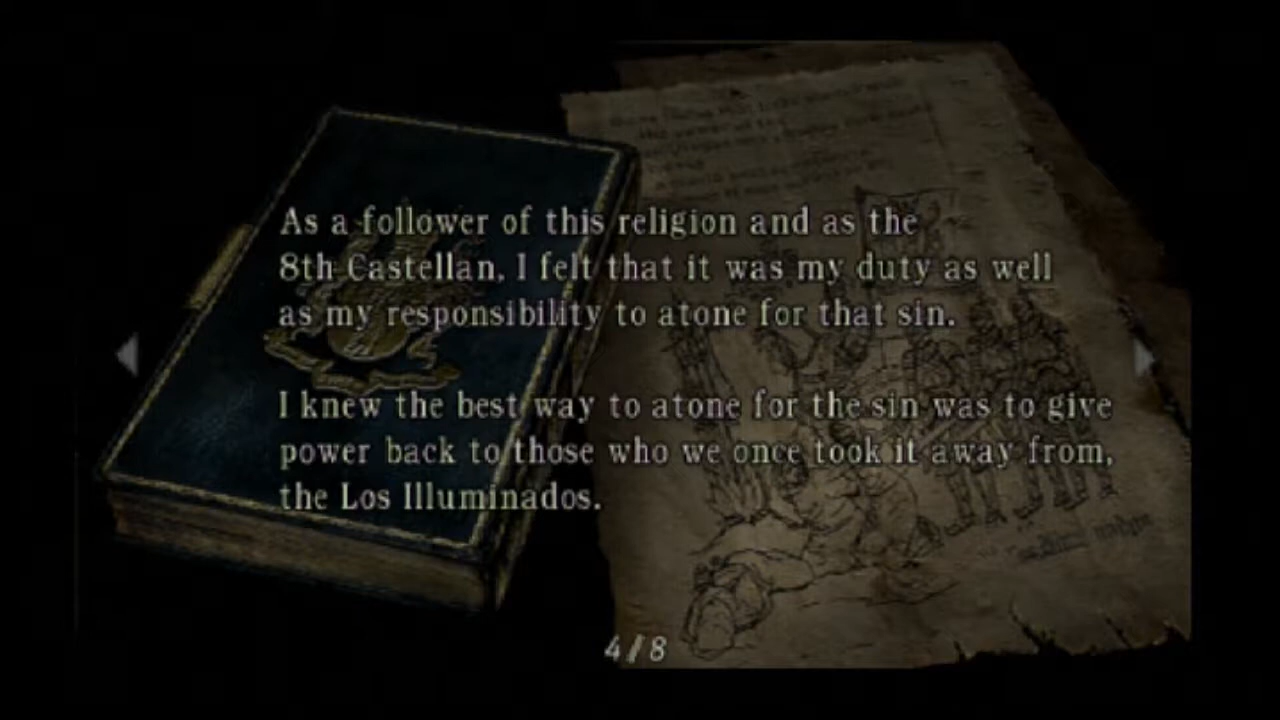 As a follower of this religion and as the
8th Castellan, I felt that it was my duty as well
as my responsibility to atone for that sin.
I knew the best way to atone for the sin was to give
power back to those who we once took it away from,
the Los Illuminados.
4/8